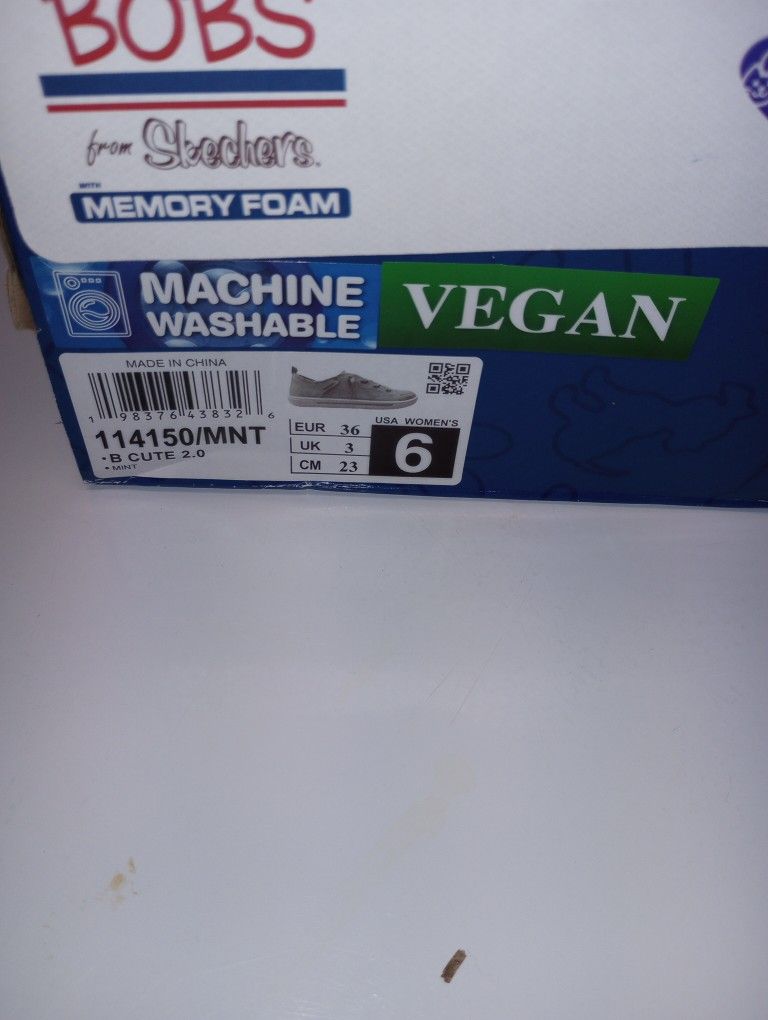 BOBS
from Skechers
WITH
MEMORY FOAM
MACHINE
WASHABLE
VEGAN
MADE IN CHINA
1 98376 43832 6
114150/MNT
•B CUTE 2.0
• MINT
EUR 36
UK 3
CM 23
USA WOMEN'S
6